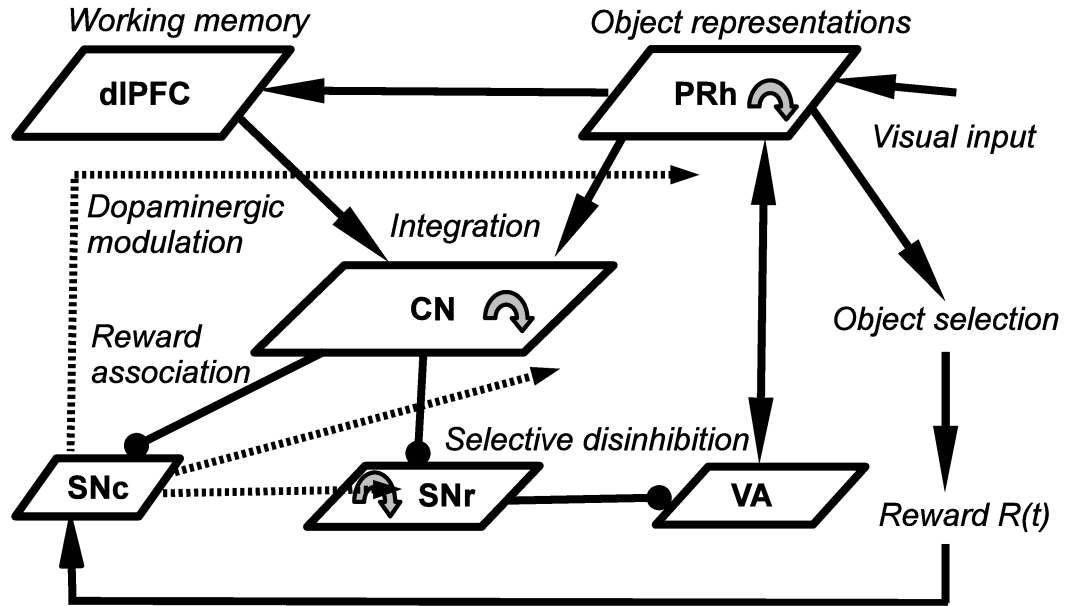 Working memory
Object representations
dlPFC
PRh
Visual input
Dopaminergic
modulation
Integration
CN
Object selection
Reward
association
Selective disinhibition
SNc
SNr
VA
Reward R(t)